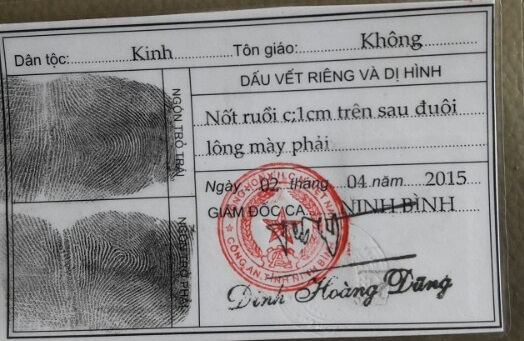 Dân tộc: Kinh Tôn giáo: Không
NGÓN TRỎ TRÁI
DẤU VẾT RIÊNG VÀ DỊ HÌNH
Nốt ruồi c;1cm trên sau đuôi
lông mày phải
Ngày 02 tháng 04 năm 2015
GIÁM ĐỐC CA NINH BÌNH
CÔNG AN TỈNH NINH BÌNH
Đinh Hoàng Dũng
NGÓN TRỎ PHẢI